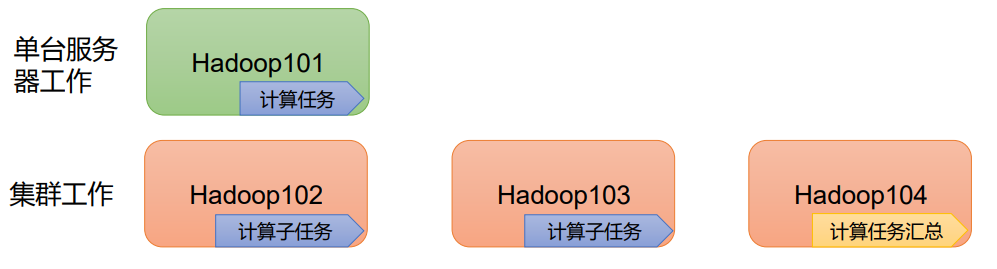 单台服务
器工作
Hadoop101
计算任务
集群工作
Hadoop102
计算子任务
Hadoop103
计算子任务
Hadoop104
计算任务汇总